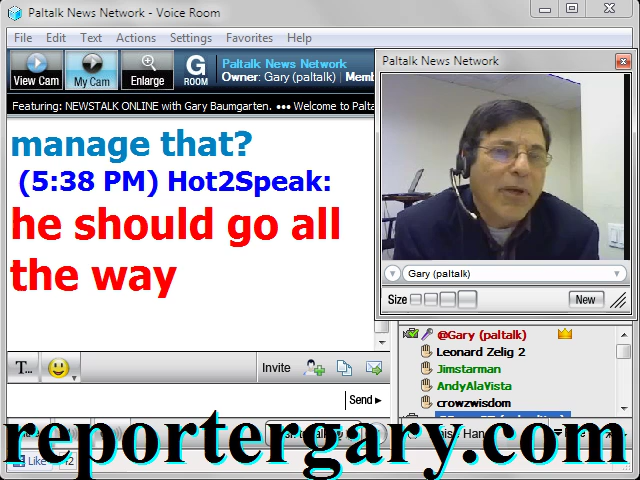 Paltalk News Network - Voice Room
File Edit Text Actions Settings Favorites Help
View Cam
My Cam
Enlarge
G
ROOM
Paltalk News Network
Owner: Gary (paltalk) | Memb
Featuring: NEWSTALK ONLINE with Gary Baumgarten. ••• Welcome to Palta
manage that?
(5:38 PM) Hot2Speak:
he should go all
the way
Paltalk News Network
Gary (paltalk)
Size
New
@Gary (paltalk)
Leonard Zelig 2
Jimstarman
AndyAlaVista
crowzwisdom
T...
Invite
Send
reportergary.com
Like